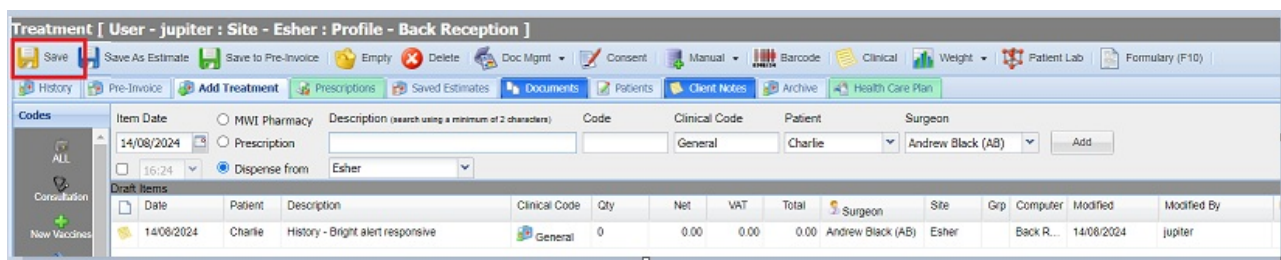 Treatment [ User - jupiter : Site - Esher : Profile - Back Reception ]
Save Save As Estimate Save to Pre-Invoice Empty Delete Doc Mgmt Consent Manual Barcode Clinical Weight Patient Lab Formulary (F10)
History Pre-Invoice Add Treatment Prescriptions Saved Estimates Documents Patients Client Notes Archive Health Care Plan
Codes Item Date MWI Pharmacy Description (search using a minimum of 2 characters) Code Clinical Code Patient Surgeon
ALL 14/08/2024 Prescription General Charlie Andrew Black (AB) Add
16:24 Dispense from Esher
Consultation Draft Items
Date Patient Description Clinical Code Qty Net VAT Total Surgeon Site Grp Computer Modified Modified By
New Vaccines 14/08/2024 Charlie History - Bright alert responsive General 0 0.00 0.00 0.00 Andrew Black (AB) Esher Back R... 14/08/2024 jupiter